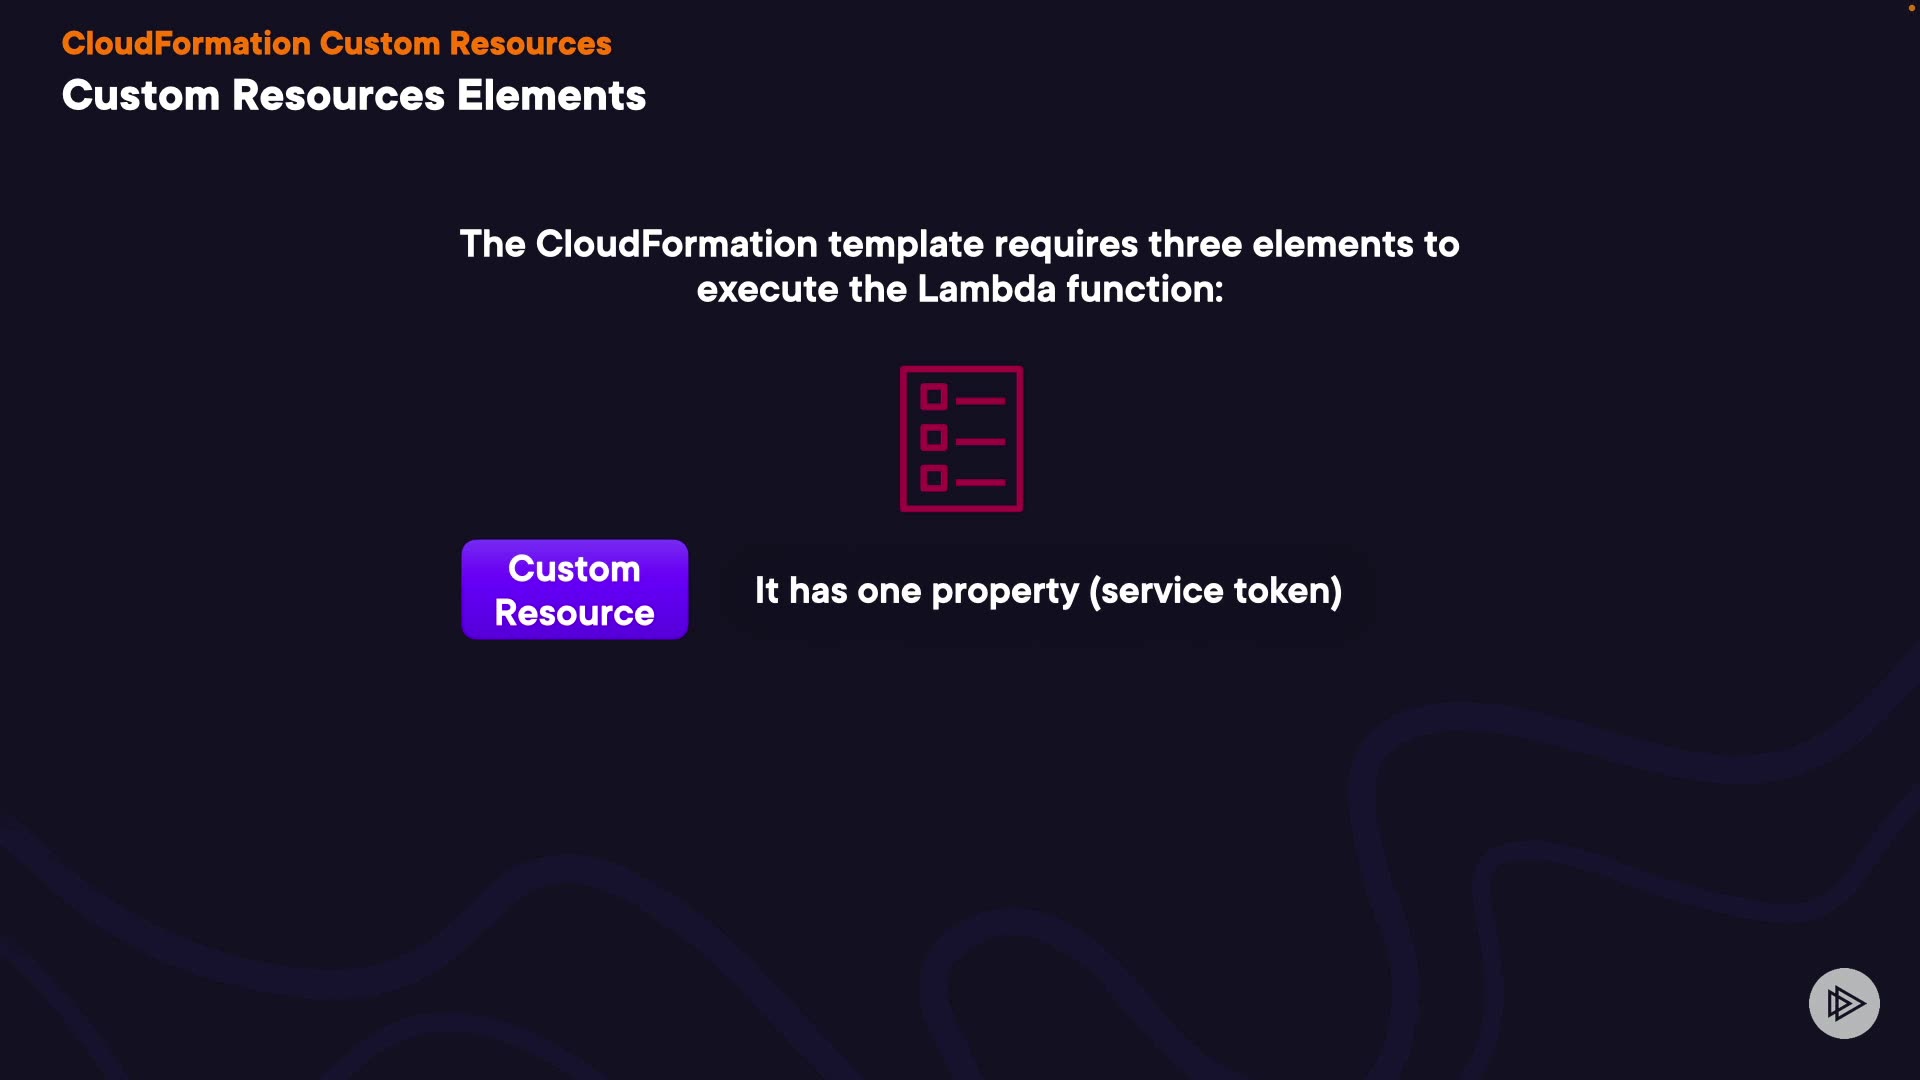 CloudFormation Custom Resources
Custom Resources Elements
The CloudFormation template requires three elements to
execute the Lambda function:
Custom
Resource
It has one property (service token)